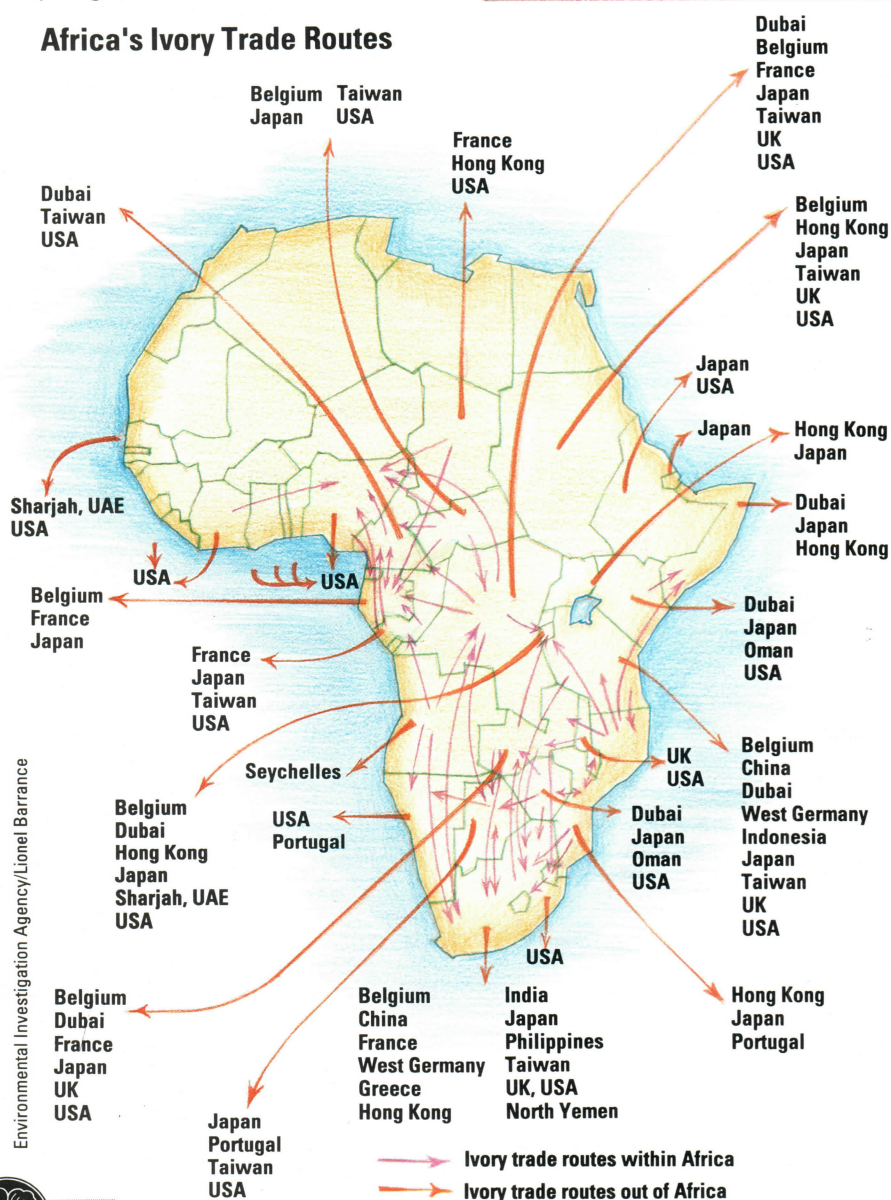 Africa's Ivory Trade Routes
Belgium Taiwan
Japan USA
France
Hong Kong
USA
Dubai
Belgium
France
Japan
Taiwan
UK
USA
Dubai
Taiwan
USA
Belgium
Hong Kong
Japan
Taiwan
UK
USA
Japan
USA
Japan
Hong Kong
Japan
Sharjah, UAE
USA
Dubai
Japan
Hong Kong
USA
USA
Belgium
France
Japan
Dubai
Japan
Oman
USA
France
Japan
Taiwan
USA
Seychelles
UK
USA
Belgium
China
Dubai
West Germany
Indonesia
Japan
Taiwan
UK
USA
Belgium
Dubai
Hong Kong
Japan
Sharjah, UAE
USA
USA
Portugal
Dubai
Japan
Oman
USA
USA
Belgium
Dubai
France
Japan
UK
USA
Belgium
China
France
West Germany
Greece
Hong Kong
India
Japan
Philippines
Taiwan
UK, USA
North Yemen
Hong Kong
Japan
Portugal
Japan
Portugal
Taiwan
USA
Ivory trade routes within Africa
Ivory trade routes out of Africa
Environmental Investigation Agency/Lionel Barrance